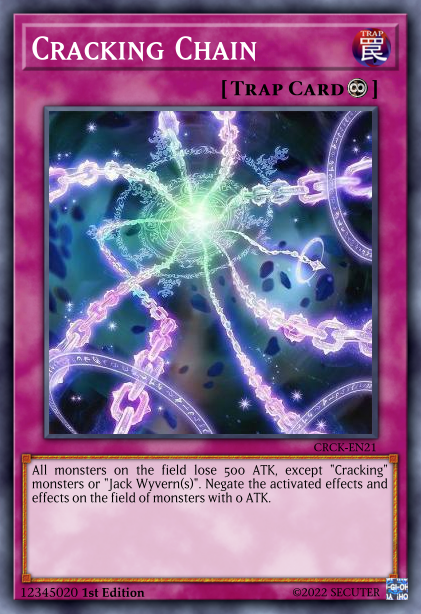 Cracking Chain
TRAP
罠
[Trap Card]
CRCK-EN21
All monsters on the field lose 500 ATK, except "Cracking"
monsters or "Jack Wyvern(s)". Negate the activated effects and
effects on the field of monsters with 0 ATK.
12345020 1st Edition
©2022 SECUTER